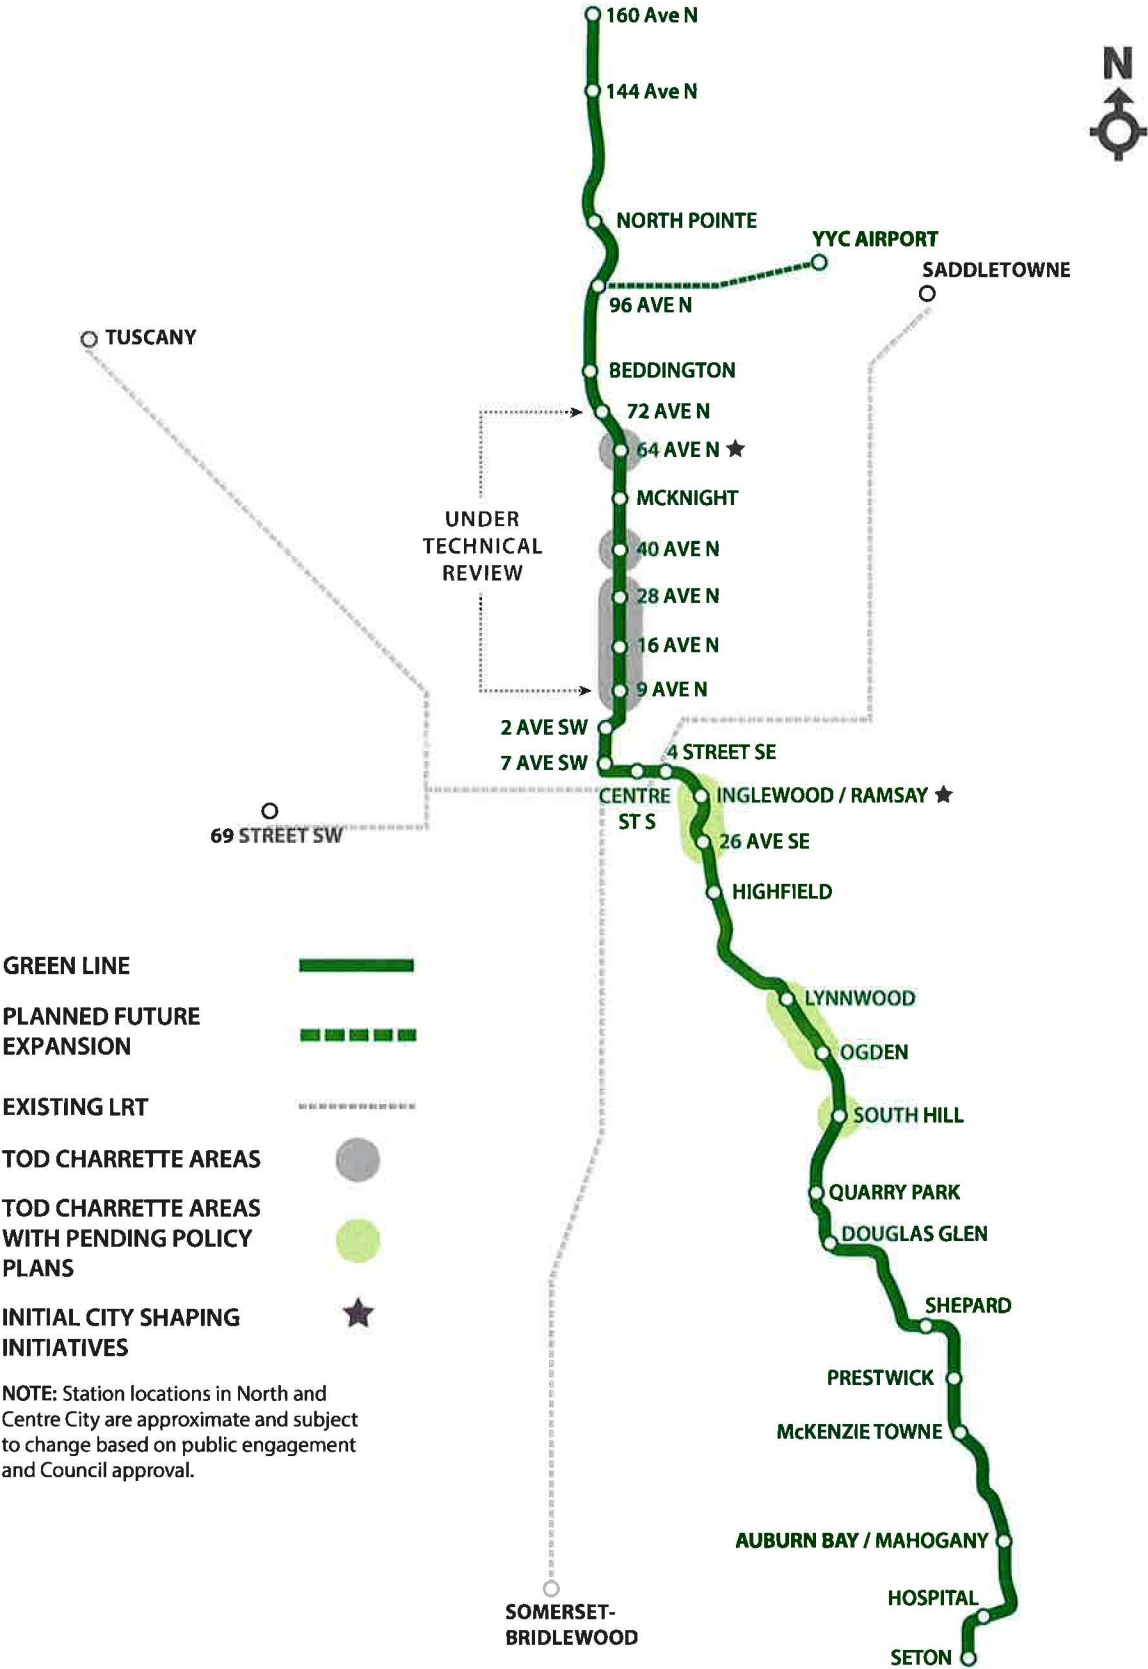 160 Ave N
N
144 Ave N
NORTH POINTE
YYC AIRPORT
SADDLETOWNE
96 AVE N
TUSCANY
BEDDINGTON
72 AVE N
64 AVE N
MCKNIGHT
UNDER
TECHNICAL
REVIEW
40 AVE N
28 AVE N
16 AVE N
9 AVE N
2 AVE SW
7 AVE SW
4 STREET SE
CENTRE
ST S
INGLEWOOD / RAMSAY
69 STREET SW
26 AVE SE
HIGHFIELD
LYNNWOOD
OGDEN
SOUTH HILL
QUARRY PARK
DOUGLAS GLEN
SHEPARD
PRESTWICK
McKENZIE TOWNE
AUBURN BAY / MAHOGANY
HOSPITAL
SETON
SOMERSET-
BRIDLEWOOD
GREEN LINE
PLANNED FUTURE
EXPANSION
EXISTING LRT
TOD CHARRETTE AREAS
TOD CHARRETTE AREAS
WITH PENDING POLICY
PLANS
INITIAL CITY SHAPING
INITIATIVES
NOTE: Station locations in North and
Centre City are approximate and subject
to change based on public engagement
and Council approval.